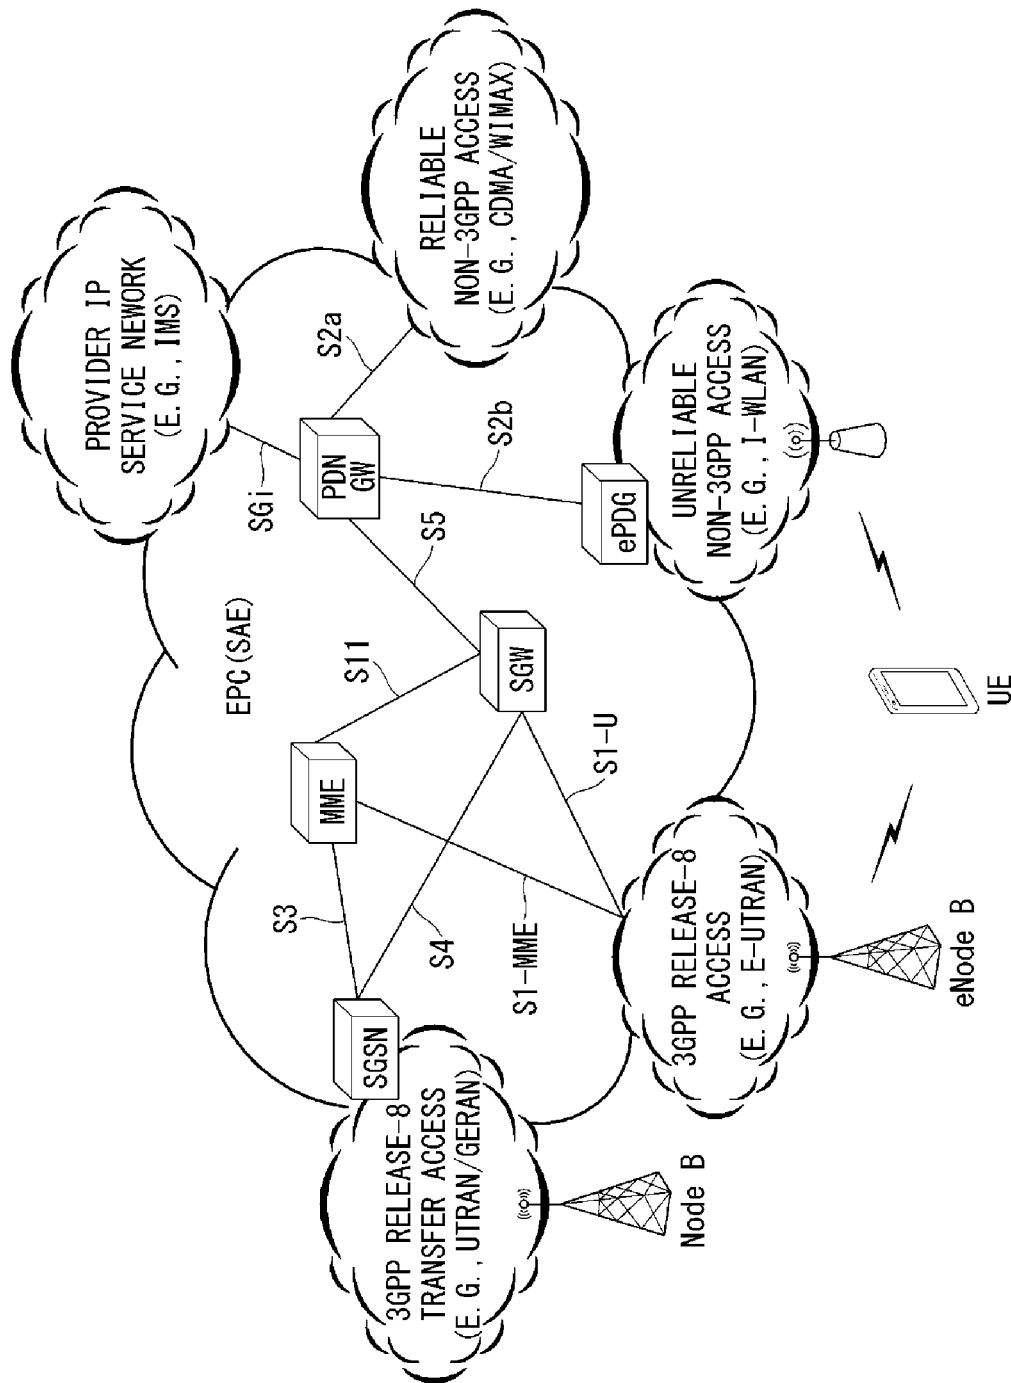 PROVIDER IP
SERVICE NEWORK
(E. G., IMS)
EPC(SAE)
SGi
S2a
RELIABLE
NON-3GPP ACCESS
(E. G., CDMA/WIMAX)
PDN
GW
MME
S11
S5
S3
S2b
SGSN
S4
SGW
3GPP RELEASE-8
TRANSFER ACCESS
(E. G., UTRAN/GERAN)
S1-MME
S1-U
ePDG
UNRELIABLE
NON-3GPP ACCESS
(E. G., I-WLAN)
3GPP RELEASE-8
ACCESS
(E. G., E-UTRAN)
Node B
eNode B
UE